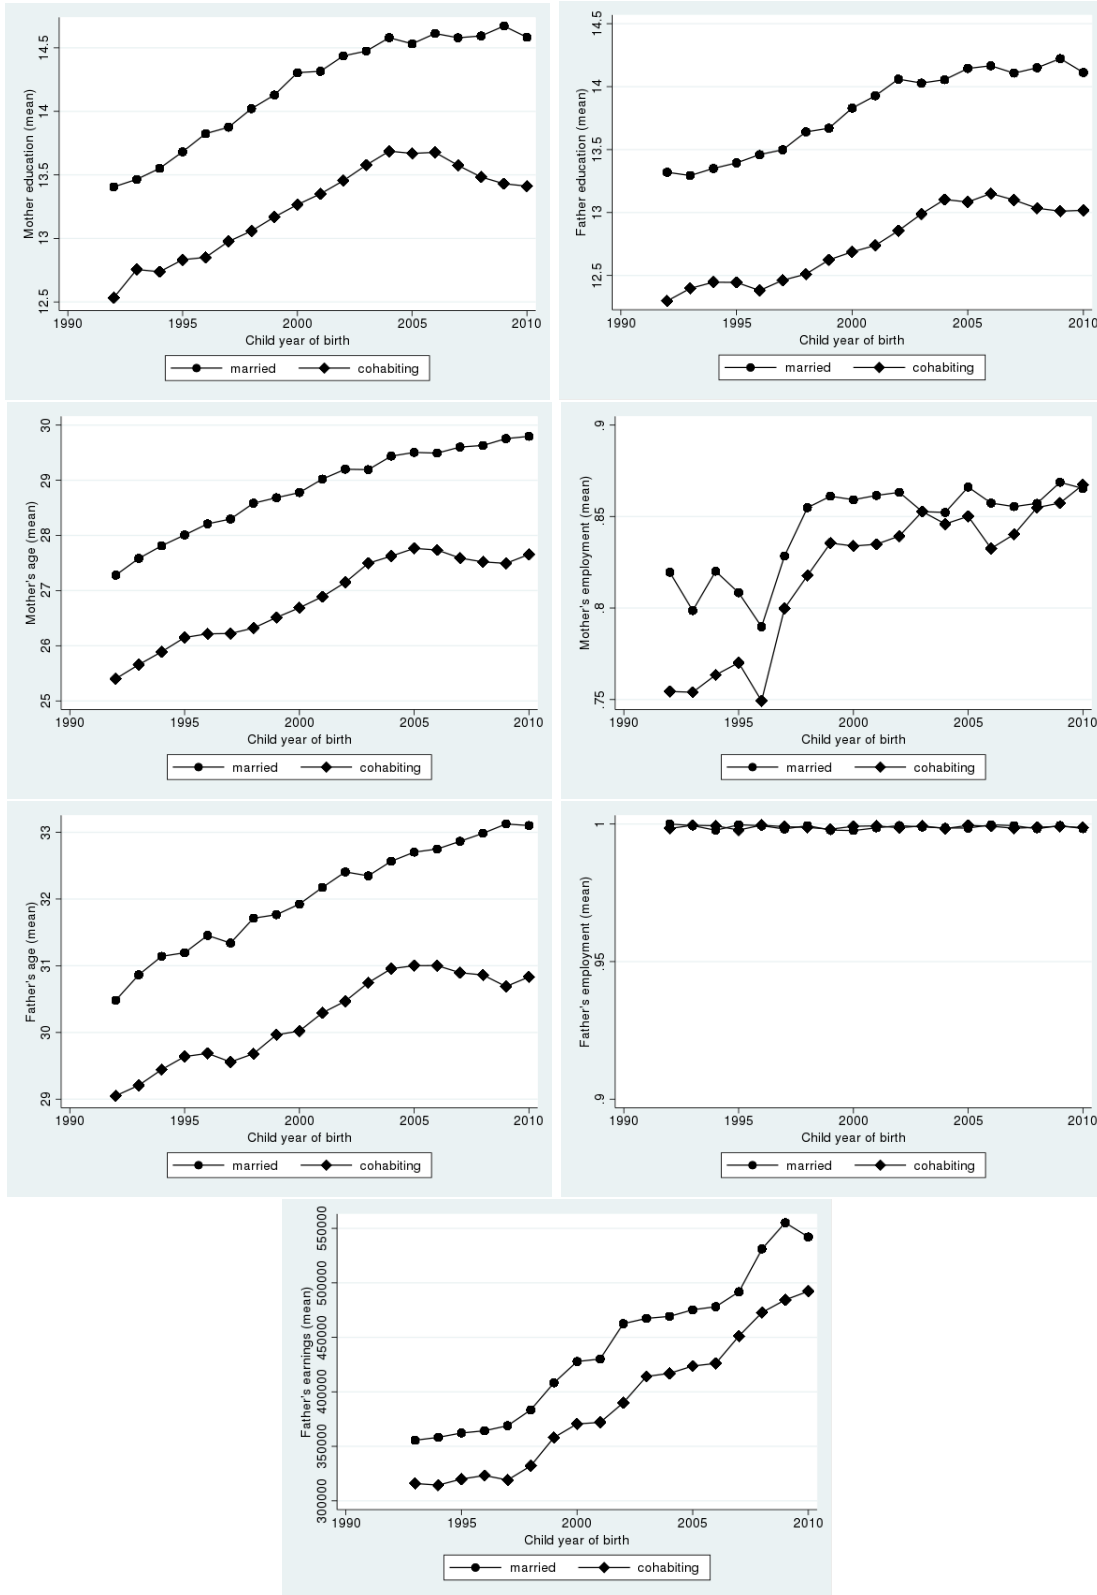 Mother education (mean)
14.5
14
13.5
13
12.5
1990 1995 2000 2005 2010
Child year of birth
married cohabiting
Father education (mean)
14.5
14
13.5
13
12.5
1990 1995 2000 2005 2010
Child year of birth
married cohabiting
Mother's age (mean)
30
29
28
27
26
25
1990 1995 2000 2005 2010
Child year of birth
married cohabiting
Mother's employment (mean)
.9
.85
.8
.75
1990 1995 2000 2005 2010
Child year of birth
married cohabiting
Father's age (mean)
33
32
31
30
29
1990 1995 2000 2005 2010
Child year of birth
married cohabiting
Father's employment (mean)
1
.95
.9
1990 1995 2000 2005 2010
Child year of birth
married cohabiting
Father's earnings (mean)
550000
500000
450000
400000
350000
300000
1990 1995 2000 2005 2010
Child year of birth
married cohabiting